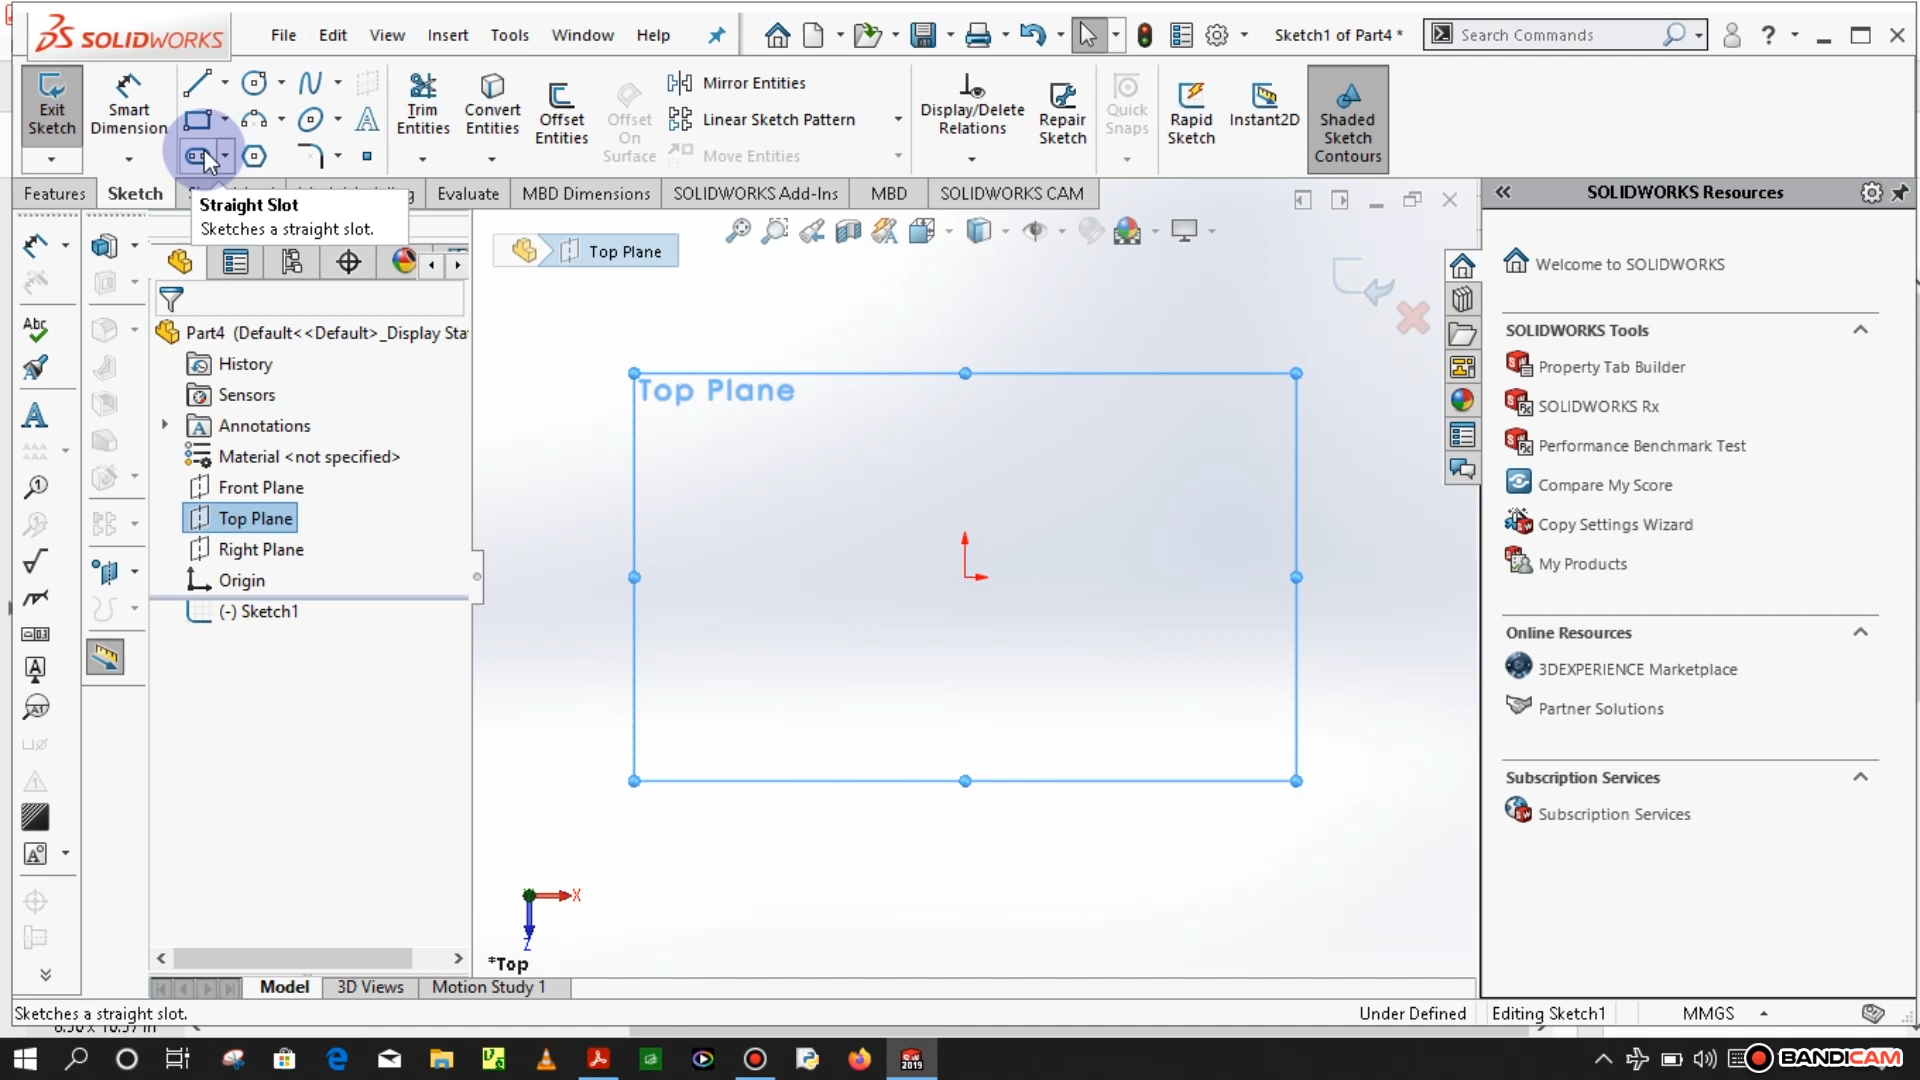 SOLIDWORKS
File Edit View Insert Tools Window Help
Sketch1 of Part4 *
Search Commands
Exit Sketch
Smart Dimension
Trim Entities
Convert Entities
Offset Entities
Offset On Surface
Mirror Entities
Linear Sketch Pattern
Move Entities
Display/Delete Relations
Repair Sketch
Quick Snaps
Rapid Sketch
Instant2D
Shaded Sketch Contours
Features Sketch Evaluate MBD Dimensions SOLIDWORKS Add-Ins MBD SOLIDWORKS CAM
Straight Slot
Sketches a straight slot.
Top Plane
Part4 (Default<<Default>_Display Sta
History
Sensors
Annotations
Material <not specified>
Front Plane
Top Plane
Right Plane
Origin
(-) Sketch1
Top Plane
X
Z
*Top
SOLIDWORKS Resources
Welcome to SOLIDWORKS
SOLIDWORKS Tools
Property Tab Builder
SOLIDWORKS Rx
Performance Benchmark Test
Compare My Score
Copy Settings Wizard
My Products
Online Resources
3DEXPERIENCE Marketplace
Partner Solutions
Subscription Services
Subscription Services
Model 3D Views Motion Study 1
Sketches a straight slot.
Under Defined Editing Sketch1 MMGS
BANDICAM